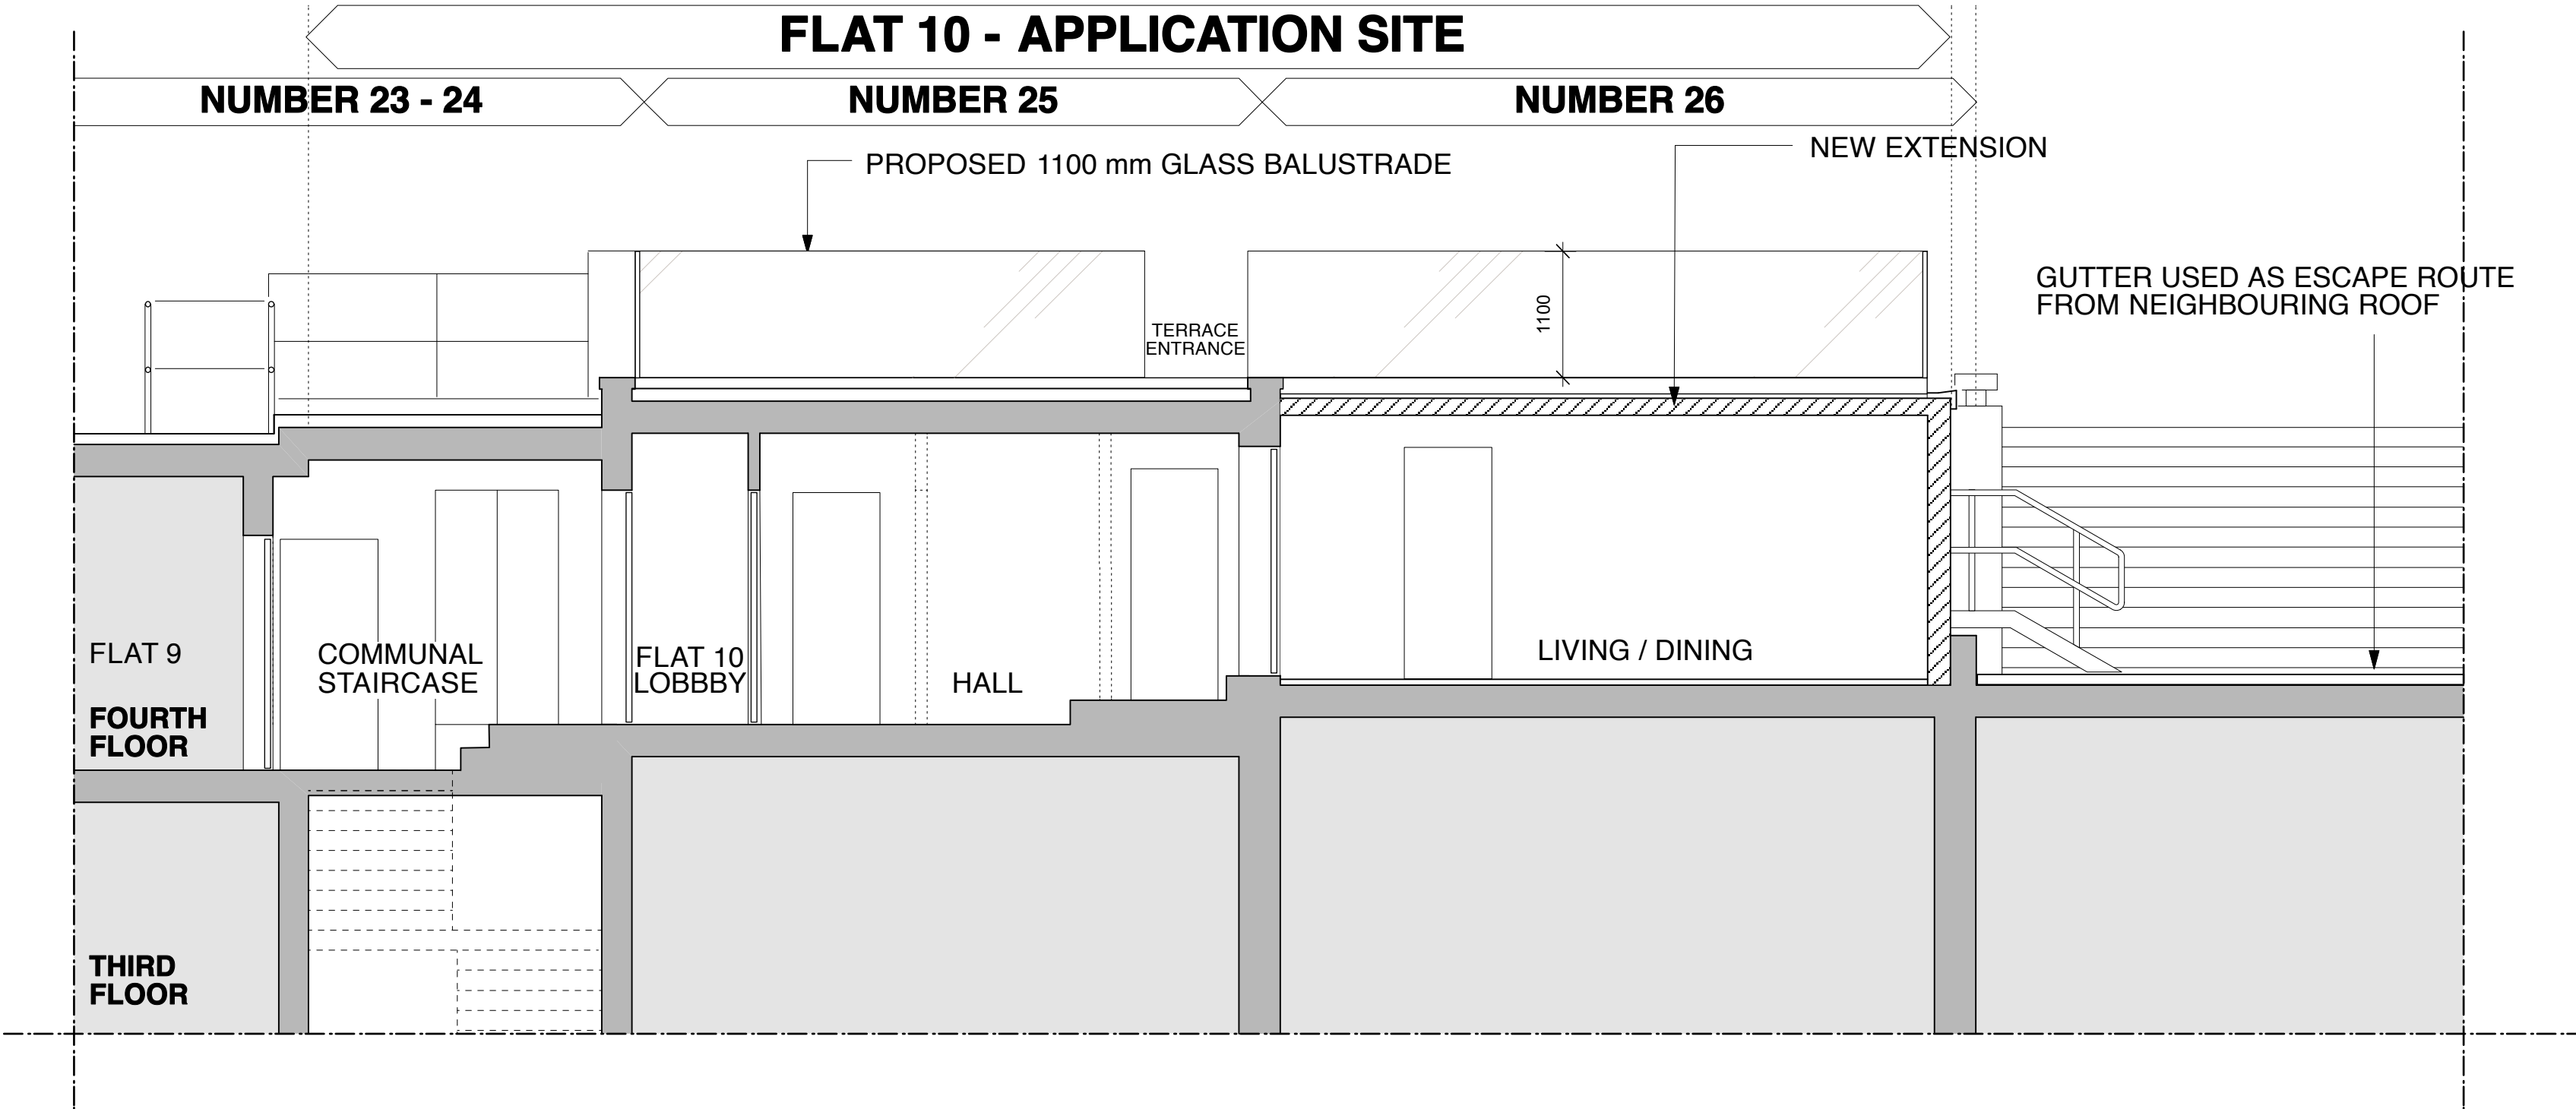 FLAT 10 - APPLICATION SITE
NUMBER 23 - 24
NUMBER 25
NUMBER 26
PROPOSED 1100 mm GLASS BALUSTRADE
NEW EXTENSION
GUTTER USED AS ESCAPE ROUTE
FROM NEIGHBOURING ROOF
1100
TERRACE
ENTRANCE
FLAT 9
COMMUNAL
STAIRCASE
FLAT 10
LOBBBY
HALL
LIVING / DINING
FOURTH
FLOOR
THIRD
FLOOR